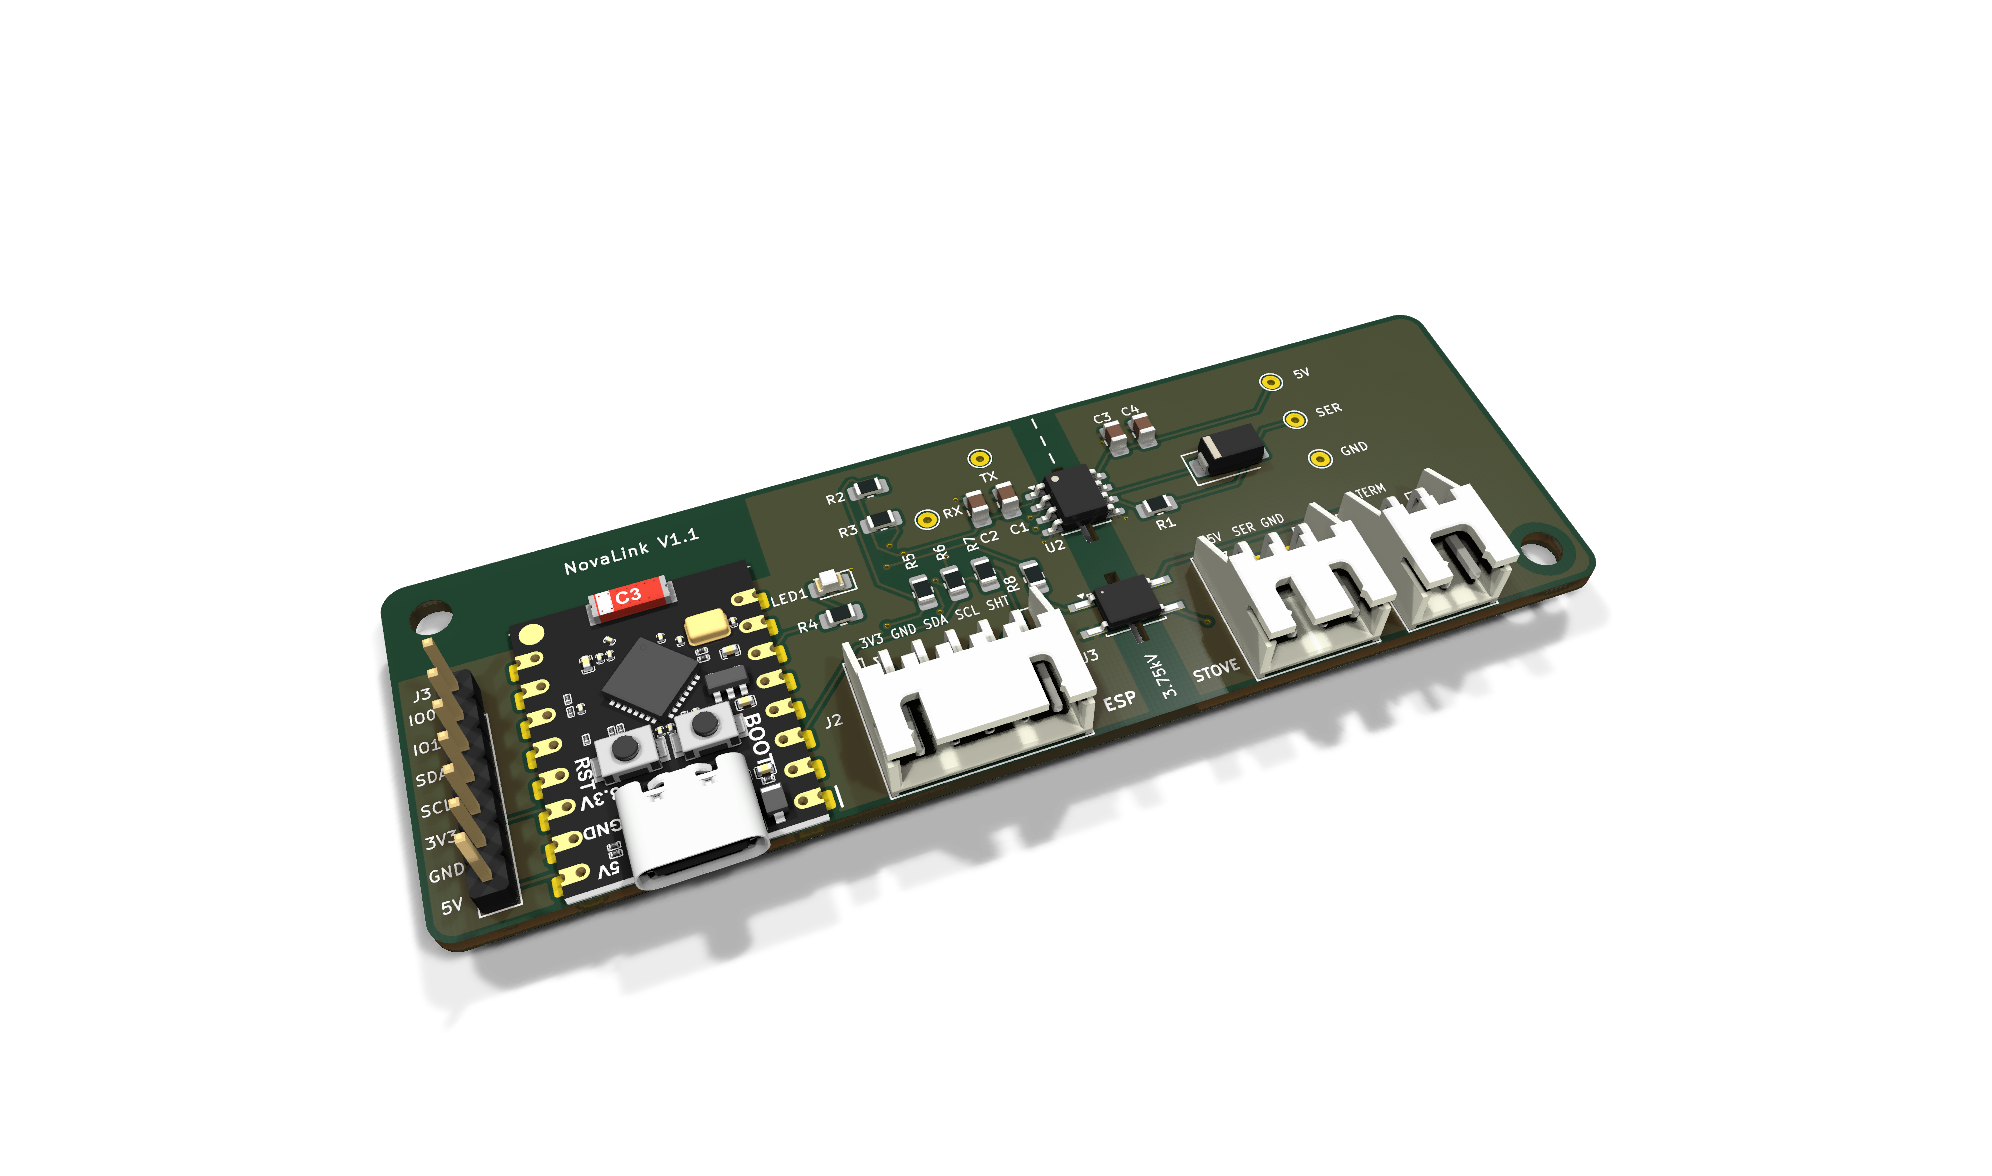 NovaLink V1.1
C3
BOOT
RST
3.3V
GND
5V
J3
IO0
IO1
SDA
SCL
3V3
GND
5V
LED1
R4
R2
R3
RX
TX
C2
C1
R5
R6
R7
R8
3V3 GND SDA SCL SHT
J2
J3
ESP
3.75kV
STOVE
U2
R1
C3 C4
5V
SER
GND
5V SER GND
TERM